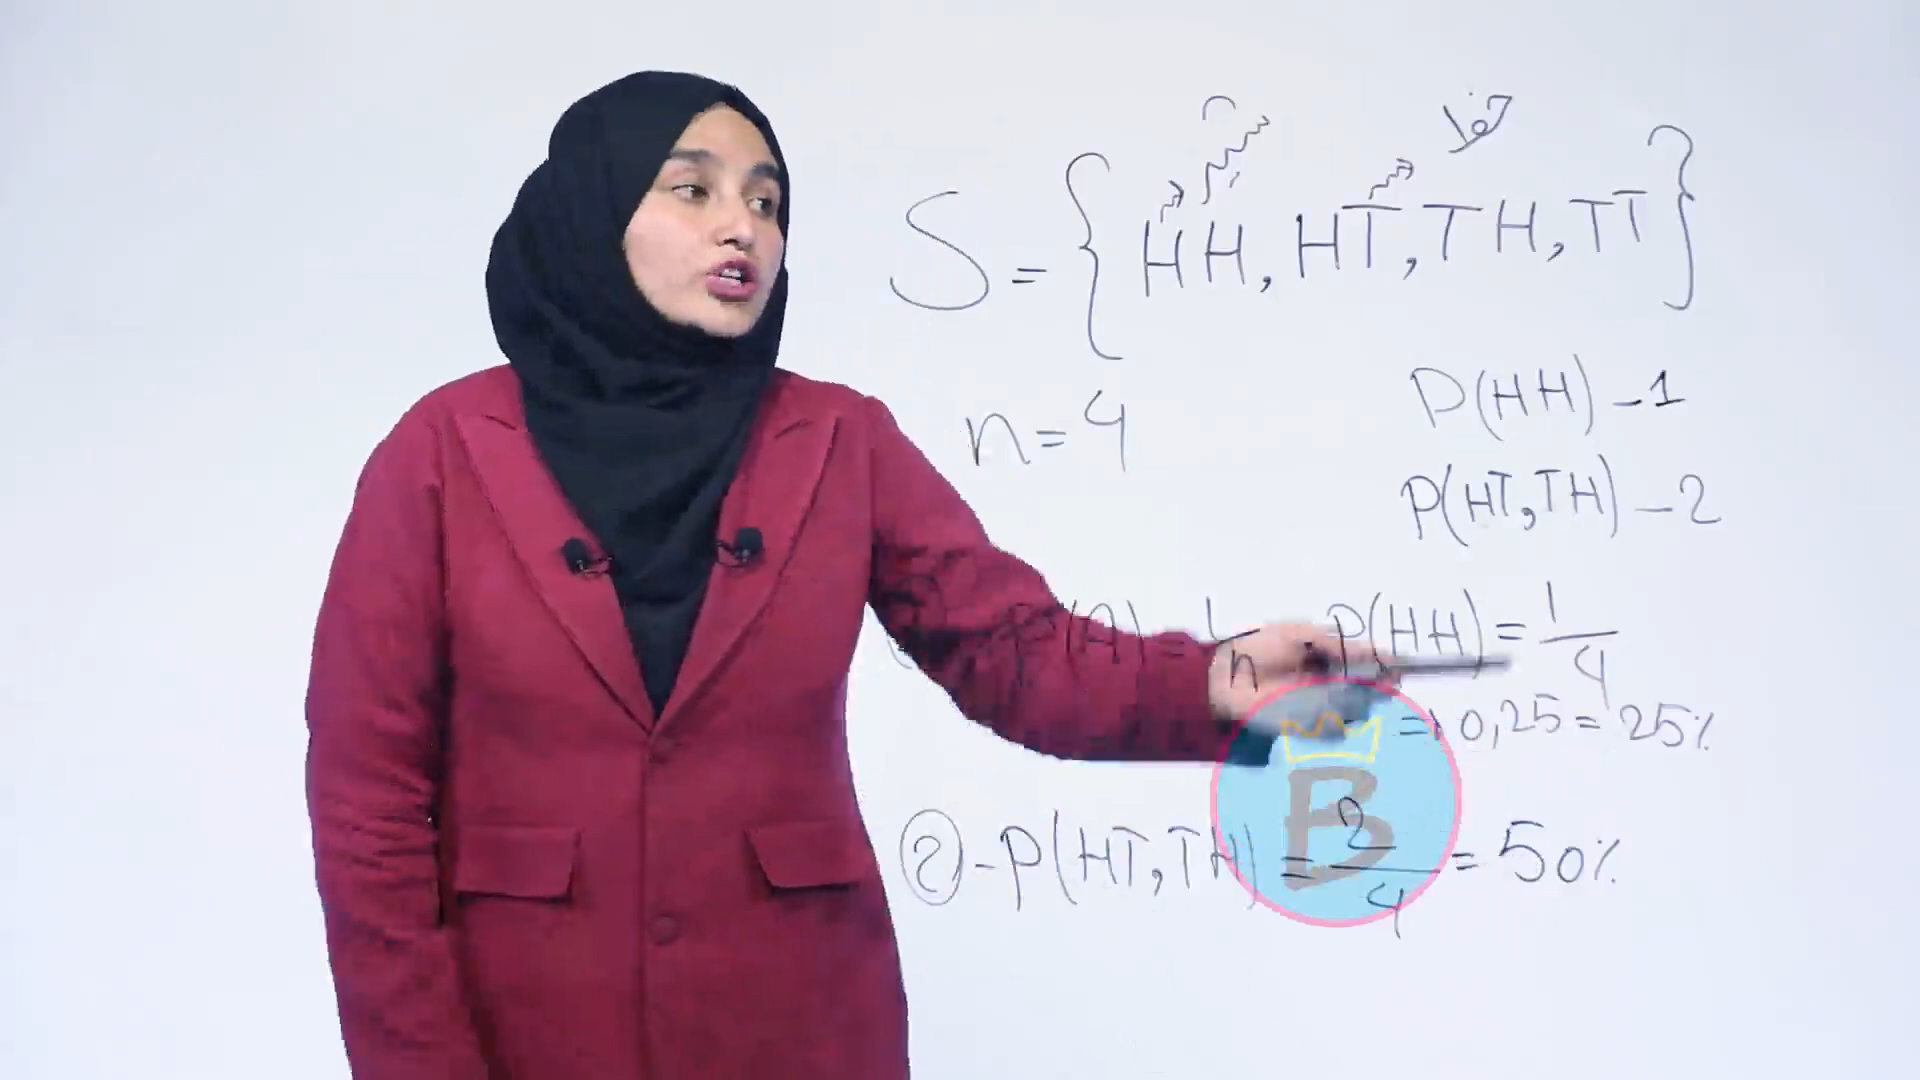 S = {HH, HT, TH, TT}
n = 4
P(HH) - 1
P(HT, TH) - 2
P(A) = 1/n
P(HH) = 1/4
= 0,25 = 25%
② - P(HT, TH) = 2/4 = 50%
B